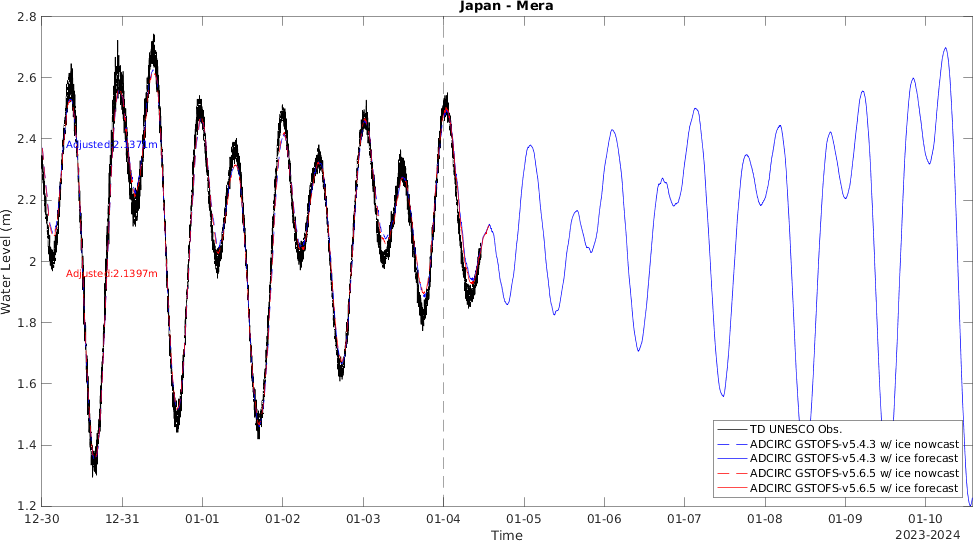 Japan - Mera
2.8
2.6
2.4
2.2
2
1.8
1.6
1.4
1.2
Water Level (m)
Adjusted:2.1371m
Adjusted:2.1397m
TD UNESCO Obs.
ADCIRC GSTOFS-v5.4.3 w/ ice nowcast
ADCIRC GSTOFS-v5.4.3 w/ ice forecast
ADCIRC GSTOFS-v5.6.5 w/ ice nowcast
ADCIRC GSTOFS-v5.6.5 w/ ice forecast
12-30 12-31 01-01 01-02 01-03 01-04 01-05 01-06 01-07 01-08 01-09 01-10
Time
2023-2024